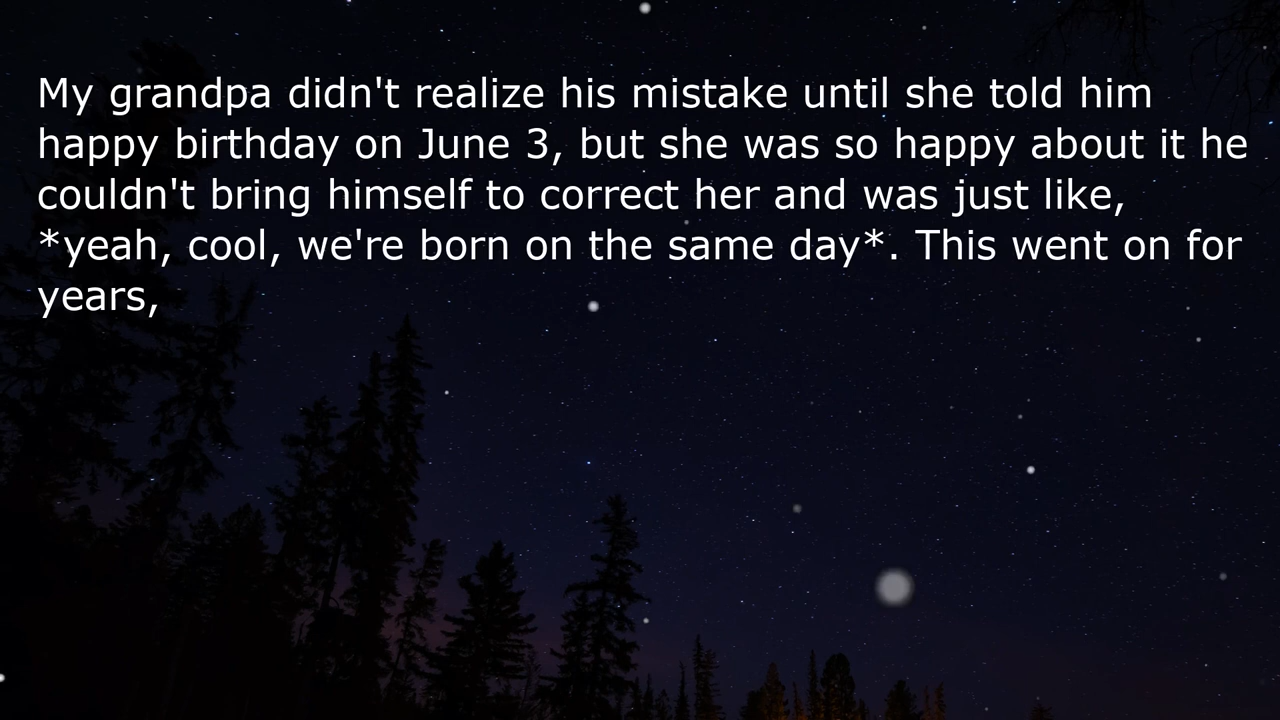 My grandpa didn't realize his mistake until she told him
happy birthday on June 3, but she was so happy about it he
couldn't bring himself to correct her and was just like,
*yeah, cool, we're born on the same day*. This went on for
years,